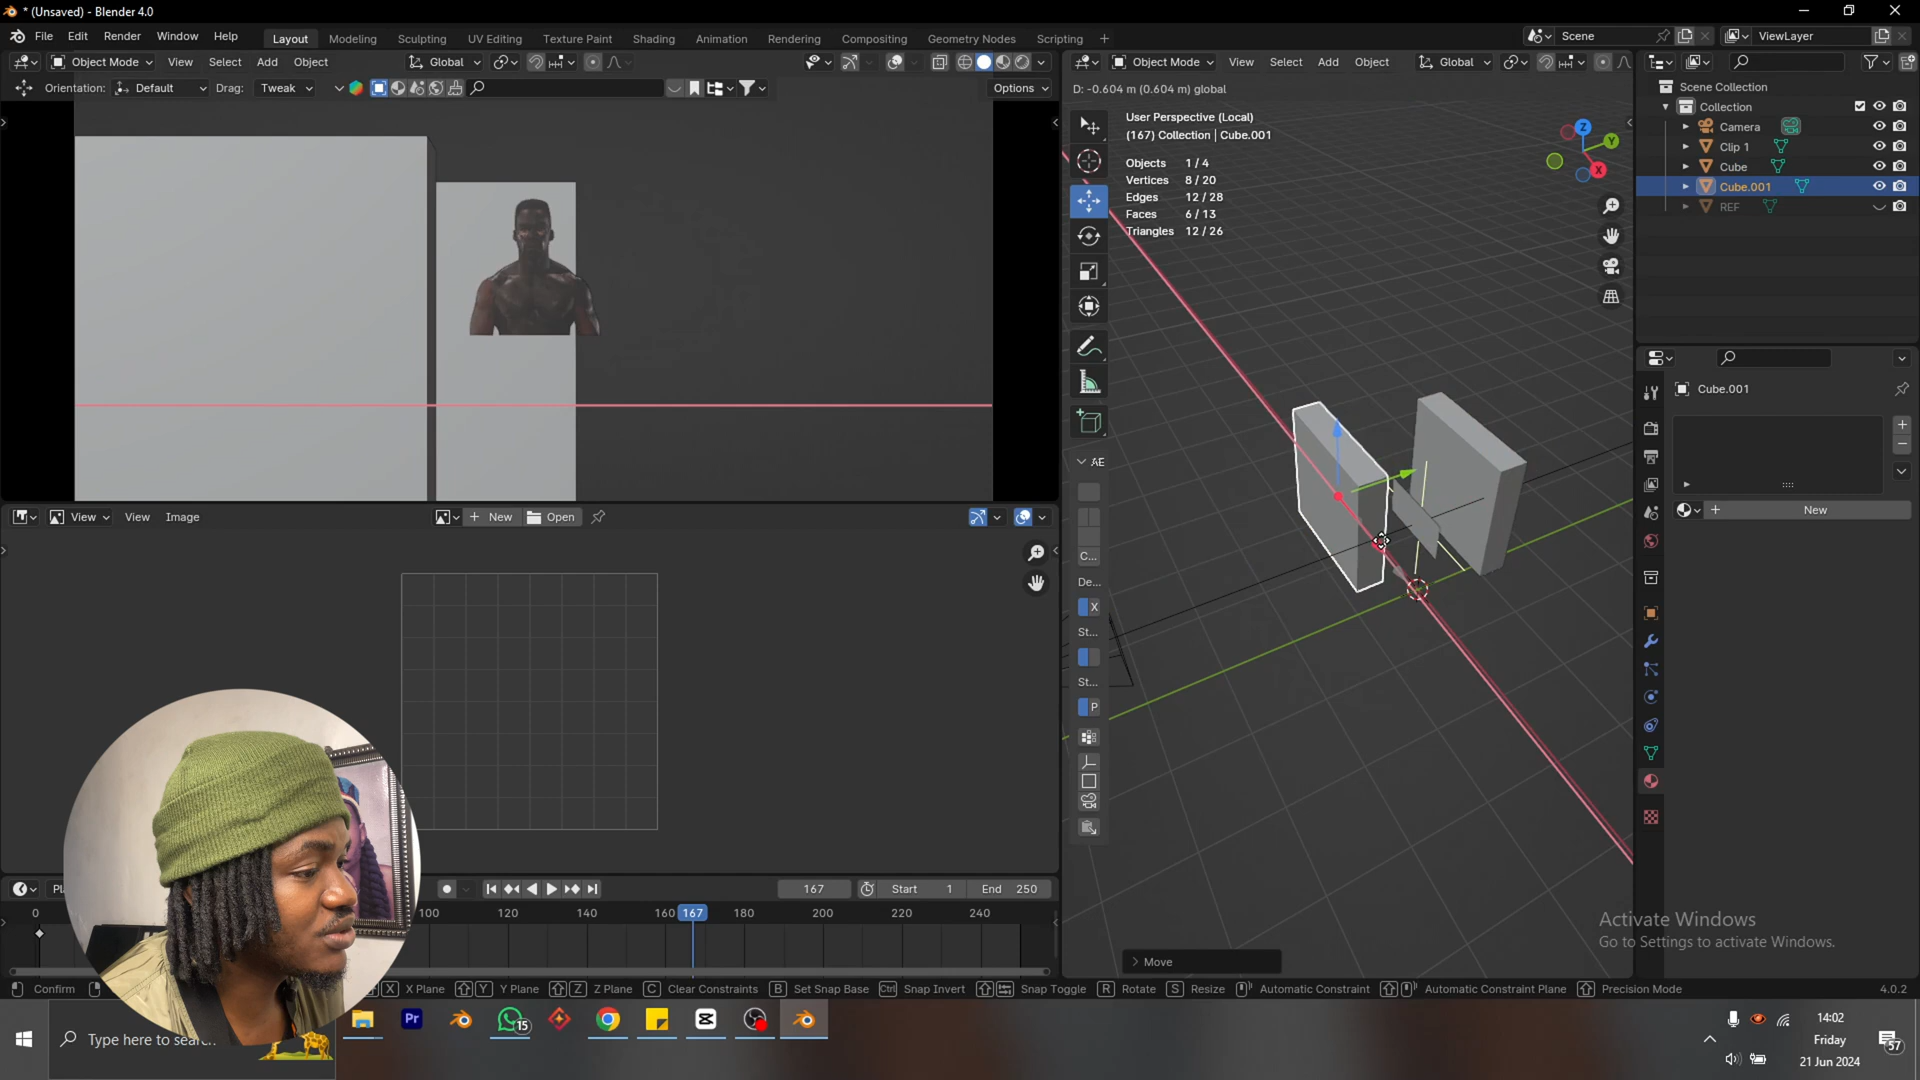 * (Unsaved) - Blender 4.0
File Edit Render Window Help
Layout Modeling Sculpting UV Editing Texture Paint Shading Animation Rendering Compositing Geometry Nodes Scripting +
Scene
ViewLayer
Object Mode View Select Add Object
Global
Object Mode View Select Add Object
Global
Orientation: Default Drag: Tweak
Options
D: -0.604 m (0.604 m) global
User Perspective (Local)
(167) Collection | Cube.001
Objects 1 / 4
Vertices 8 / 20
Edges 12 / 28
Faces 6 / 13
Triangles 12 / 26
Z
Y
X
Scene Collection
Collection
Camera
Clip 1
Cube
Cube.001
REF
Cube.001
New
AE
C...
De...
X
St...
St...
P
View View Image
New
Open
167
Start 1
End 250
0 100 120 140 160 167 180 200 220 240
Move
Activate Windows
Go to Settings to activate Windows.
Confirm X X Plane Y Y Plane Z Z Plane C Clear Constraints B Set Snap Base Ctrl Snap Invert Snap Toggle R Rotate S Resize Automatic Constraint Automatic Constraint Plane Precision Mode
4.0.2
Type here to
Pr
15
14:02
Friday
21 Jun 2024
57